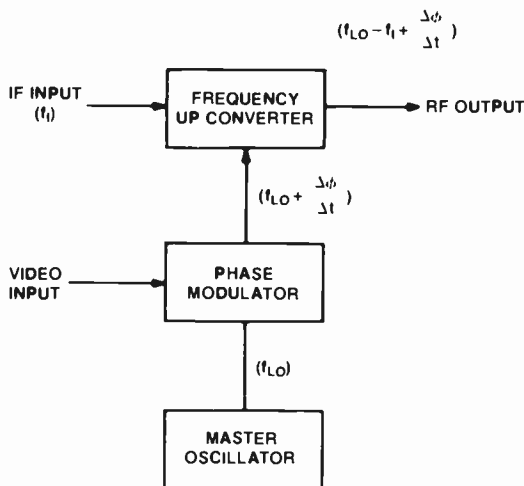 (fLO − fI + Δφ
Δt )
IF INPUT
(fI)
FREQUENCY
UP CONVERTER
RF OUTPUT
(fLO + Δφ
Δt )
VIDEO
INPUT
PHASE
MODULATOR
(fLO)
MASTER
OSCILLATOR